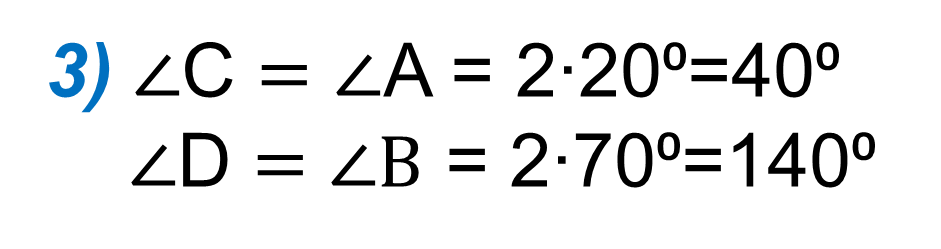 3) ∠C = ∠A = 2·20º=40º
∠D = ∠B = 2·70º=140º